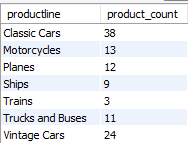 productline product_count
Classic Cars 38
Motorcycles 13
Planes 12
Ships 9
Trains 3
Trucks and Buses 11
Vintage Cars 24